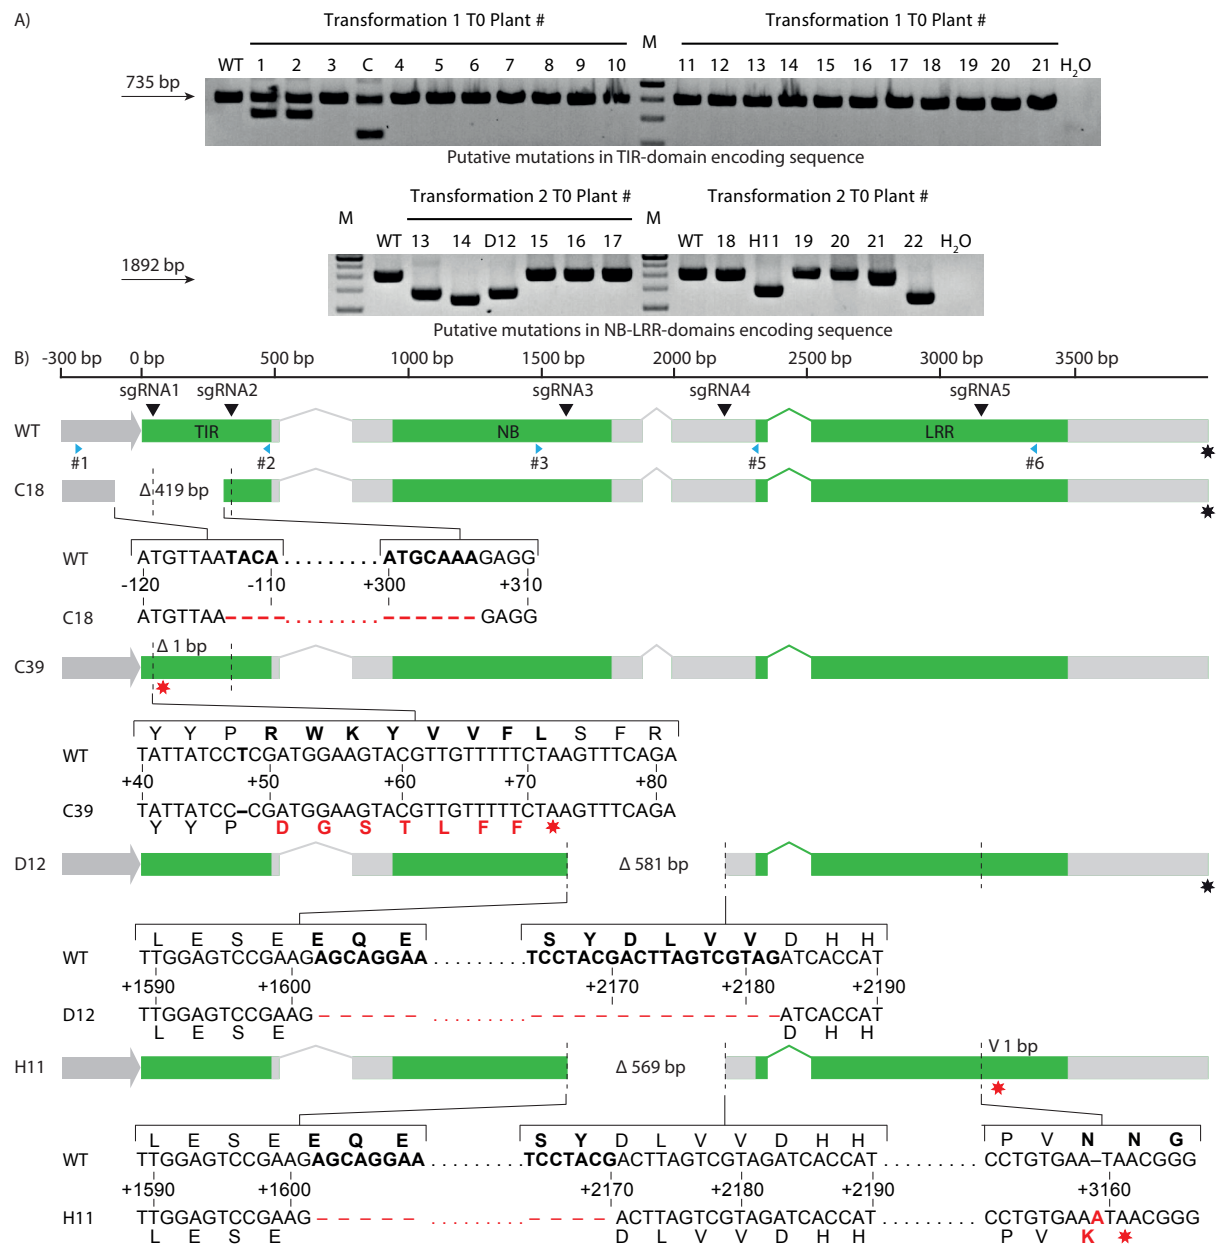 A)
Transformation 1 T0 Plant #
M
Transformation 1 T0 Plant #
WT 1 2 3 C 4 5 6 7 8 9 10 11 12 13 14 15 16 17 18 19 20 21 H2O
735 bp
Putative mutations in TIR-domain encoding sequence
Transformation 2 T0 Plant #
Transformation 2 T0 Plant #
M M
WT 13 14 D12 15 16 17 WT 18 H11 19 20 21 22 H2O
1892 bp
Putative mutations in NB-LRR-domains encoding sequence
B) -300 bp 0 bp 500 bp 1000 bp 1500 bp 2000 bp 2500 bp 3000 bp 3500 bp
sgRNA1 sgRNA2 sgRNA3 sgRNA4 sgRNA5
WT TIR NB LRR
#1 #2 #3 #5 #6
C18 Δ 419 bp
WT ATGTTAATACA.........ATGCAAAGAGG
-120 -110 +300 +310
C18 ATGTTAA–––––.........––––––GAGG
Δ 1 bp
C39
Y Y P R W K Y V V F L S F R
WT TATTATCCTCGATGGAAGTACGTTGTTTTTCTAAGTTTCAGA
+40 +50 +60 +70 +80
C39 TATTATCC–CGATGGAAGTACGTTGTTTTTCTAAGTTTCAGA
Y Y P D G S T L F F
D12 Δ 581 bp
L E S E E Q E S Y D L V V D H H
WT TTGGAGTCCGAAGAGCAGGAA.........TCCTACGACTTAGTCGTAGATCACCAT
+1590 +1600 +2170 +2180 +2190
D12 TTGGAGTCCGAAG– – – – – ......... – – – – – – – – – – –ATCACCAT
L E S E D H H
V 1 bp
H11 Δ 569 bp
L E S E E Q E S Y D L V V D H H P V N N G
WT TTGGAGTCCGAAGAGCAGGAA.........TCCTACGACTTAGTCGTAGATCACCAT.........CCTGTGAA–TAACGGG
+1590 +1600 +2170 +2180 +2190 +3160
H11 TTGGAGTCCGAAG– – – – – ......... – – – –ACTTAGTCGTAGATCACCAT.........CCTGTGAAATAACGGG
L E S E D L V V D H H P V K